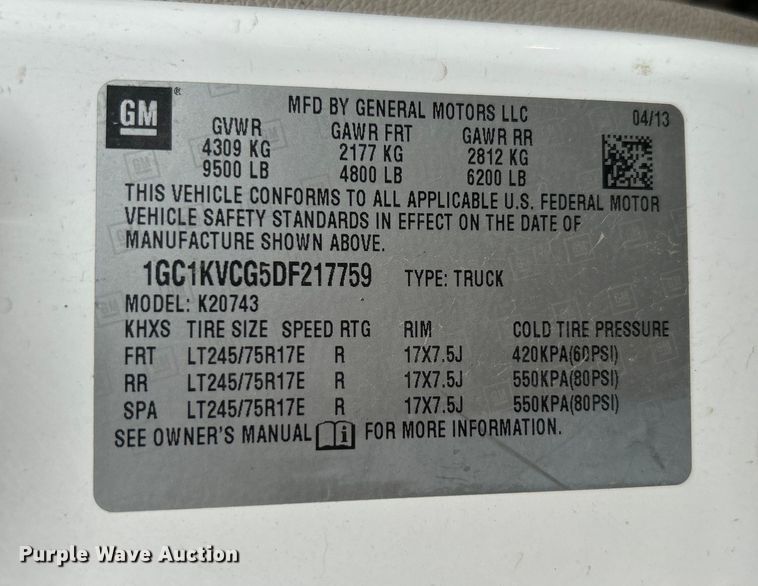 GM ®
MFD BY GENERAL MOTORS LLC 04/13
GVWR GAWR FRT GAWR RR
4309 KG 2177 KG 2812 KG
9500 LB 4800 LB 6200 LB
THIS VEHICLE CONFORMS TO ALL APPLICABLE U.S. FEDERAL MOTOR
VEHICLE SAFETY STANDARDS IN EFFECT ON THE DATE OF
MANUFACTURE SHOWN ABOVE.
1GC1KVCG5DF217759 TYPE: TRUCK
MODEL: K20743
KHXS TIRE SIZE SPEED RTG RIM COLD TIRE PRESSURE
FRT LT245/75R17E R 17X7.5J 420KPA(60PSI)
RR LT245/75R17E R 17X7.5J 550KPA(80PSI)
SPA LT245/75R17E R 17X7.5J 550KPA(80PSI)
SEE OWNER'S MANUAL i FOR MORE INFORMATION.
Purple Wave Auction